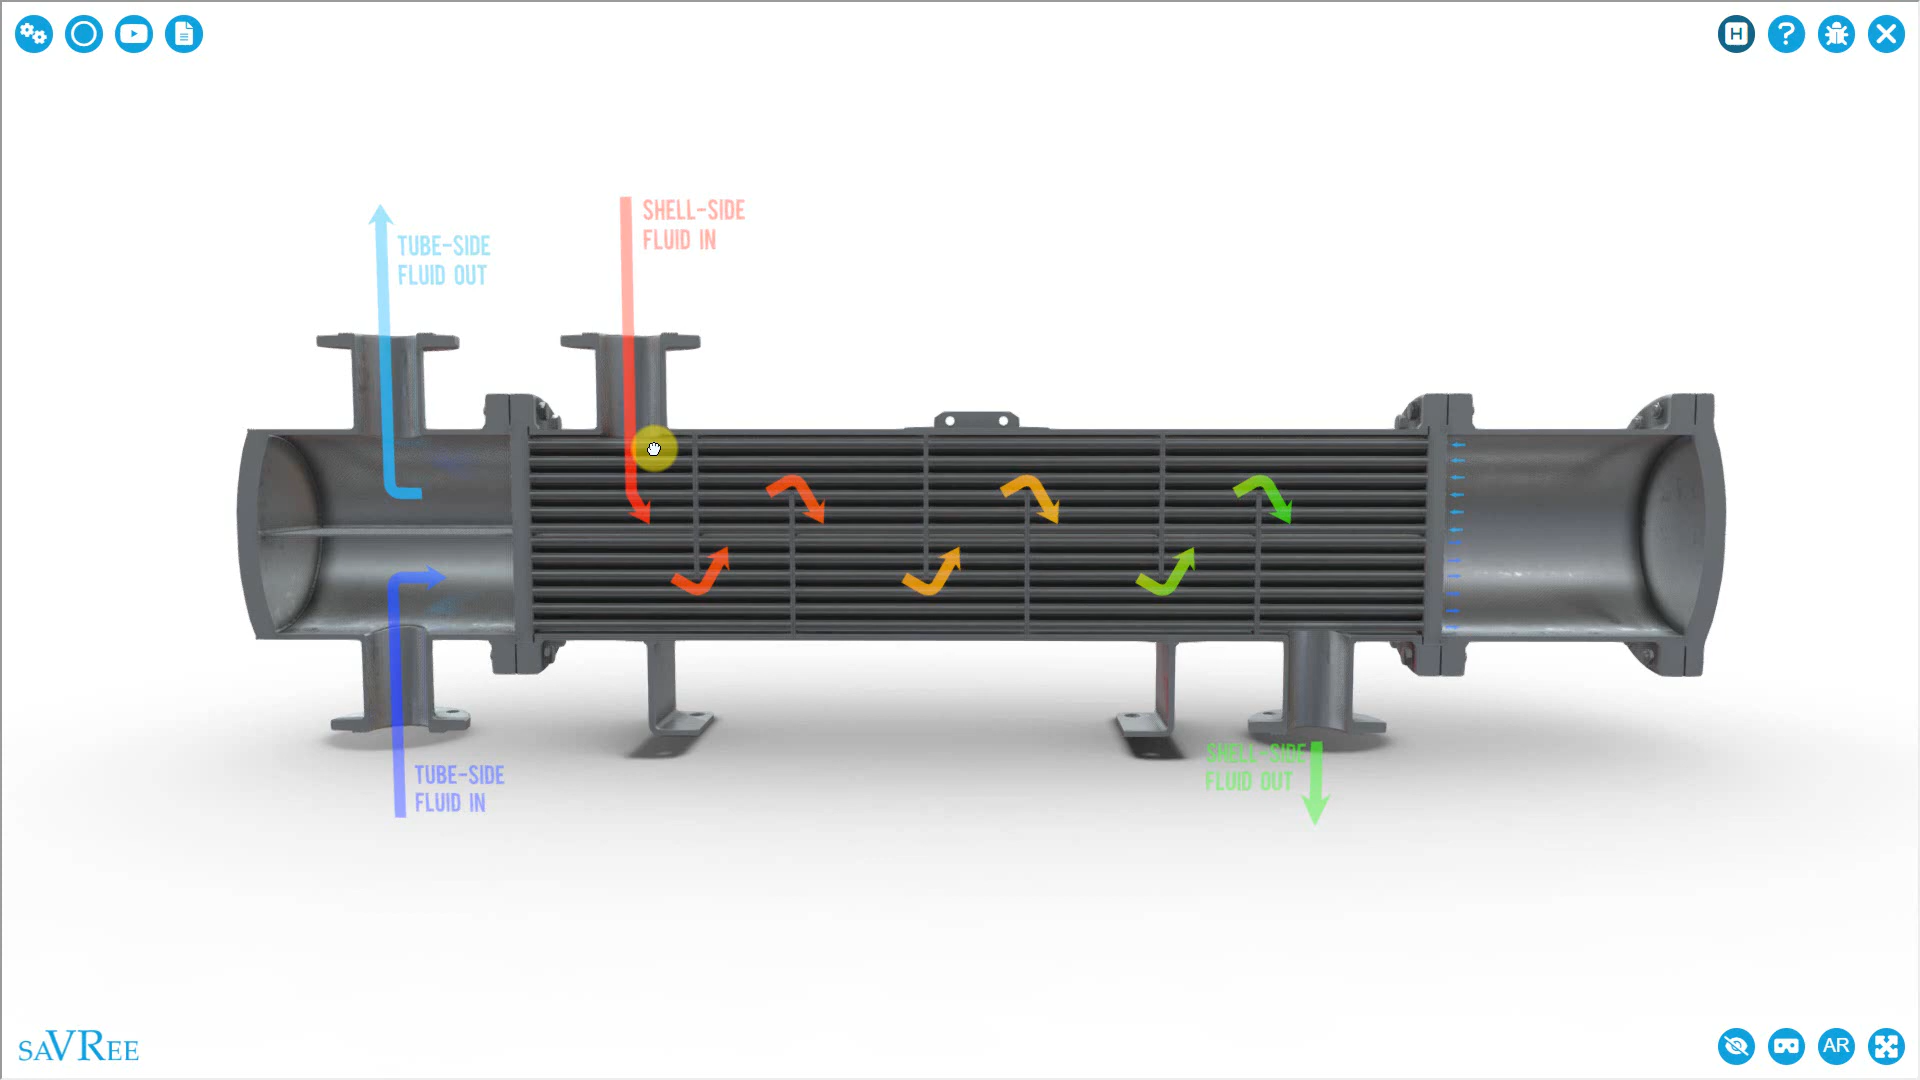 H
?
SHELL-SIDE
FLUID IN
TUBE-SIDE
FLUID OUT
SHELL-SIDE
FLUID OUT
TUBE-SIDE
FLUID IN
saVRee
AR